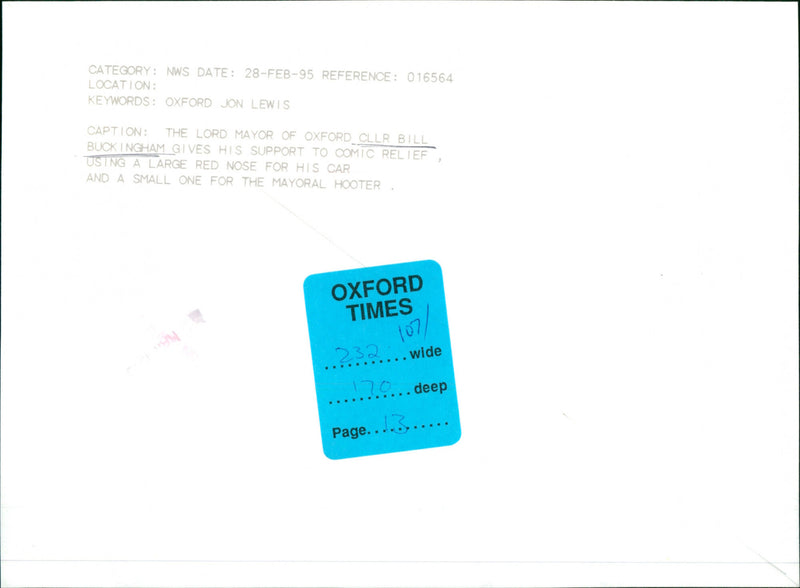 CATEGORY: NWS DATE: 28-FEB-95 REFERENCE: 016564
LOCATION:
KEYWORDS: OXFORD JON LEWIS
CAPTION: THE LORD MAYOR OF OXFORD CLLR BILL
BUCKINGHAM GIVES HIS SUPPORT TO COMIC RELIEF ,
USING A LARGE RED NOSE FOR HIS CAR
AND A SMALL ONE FOR THE MAYORAL HOOTER .
OXFORD
TIMES
107/
232 wide
170 deep
Page 13